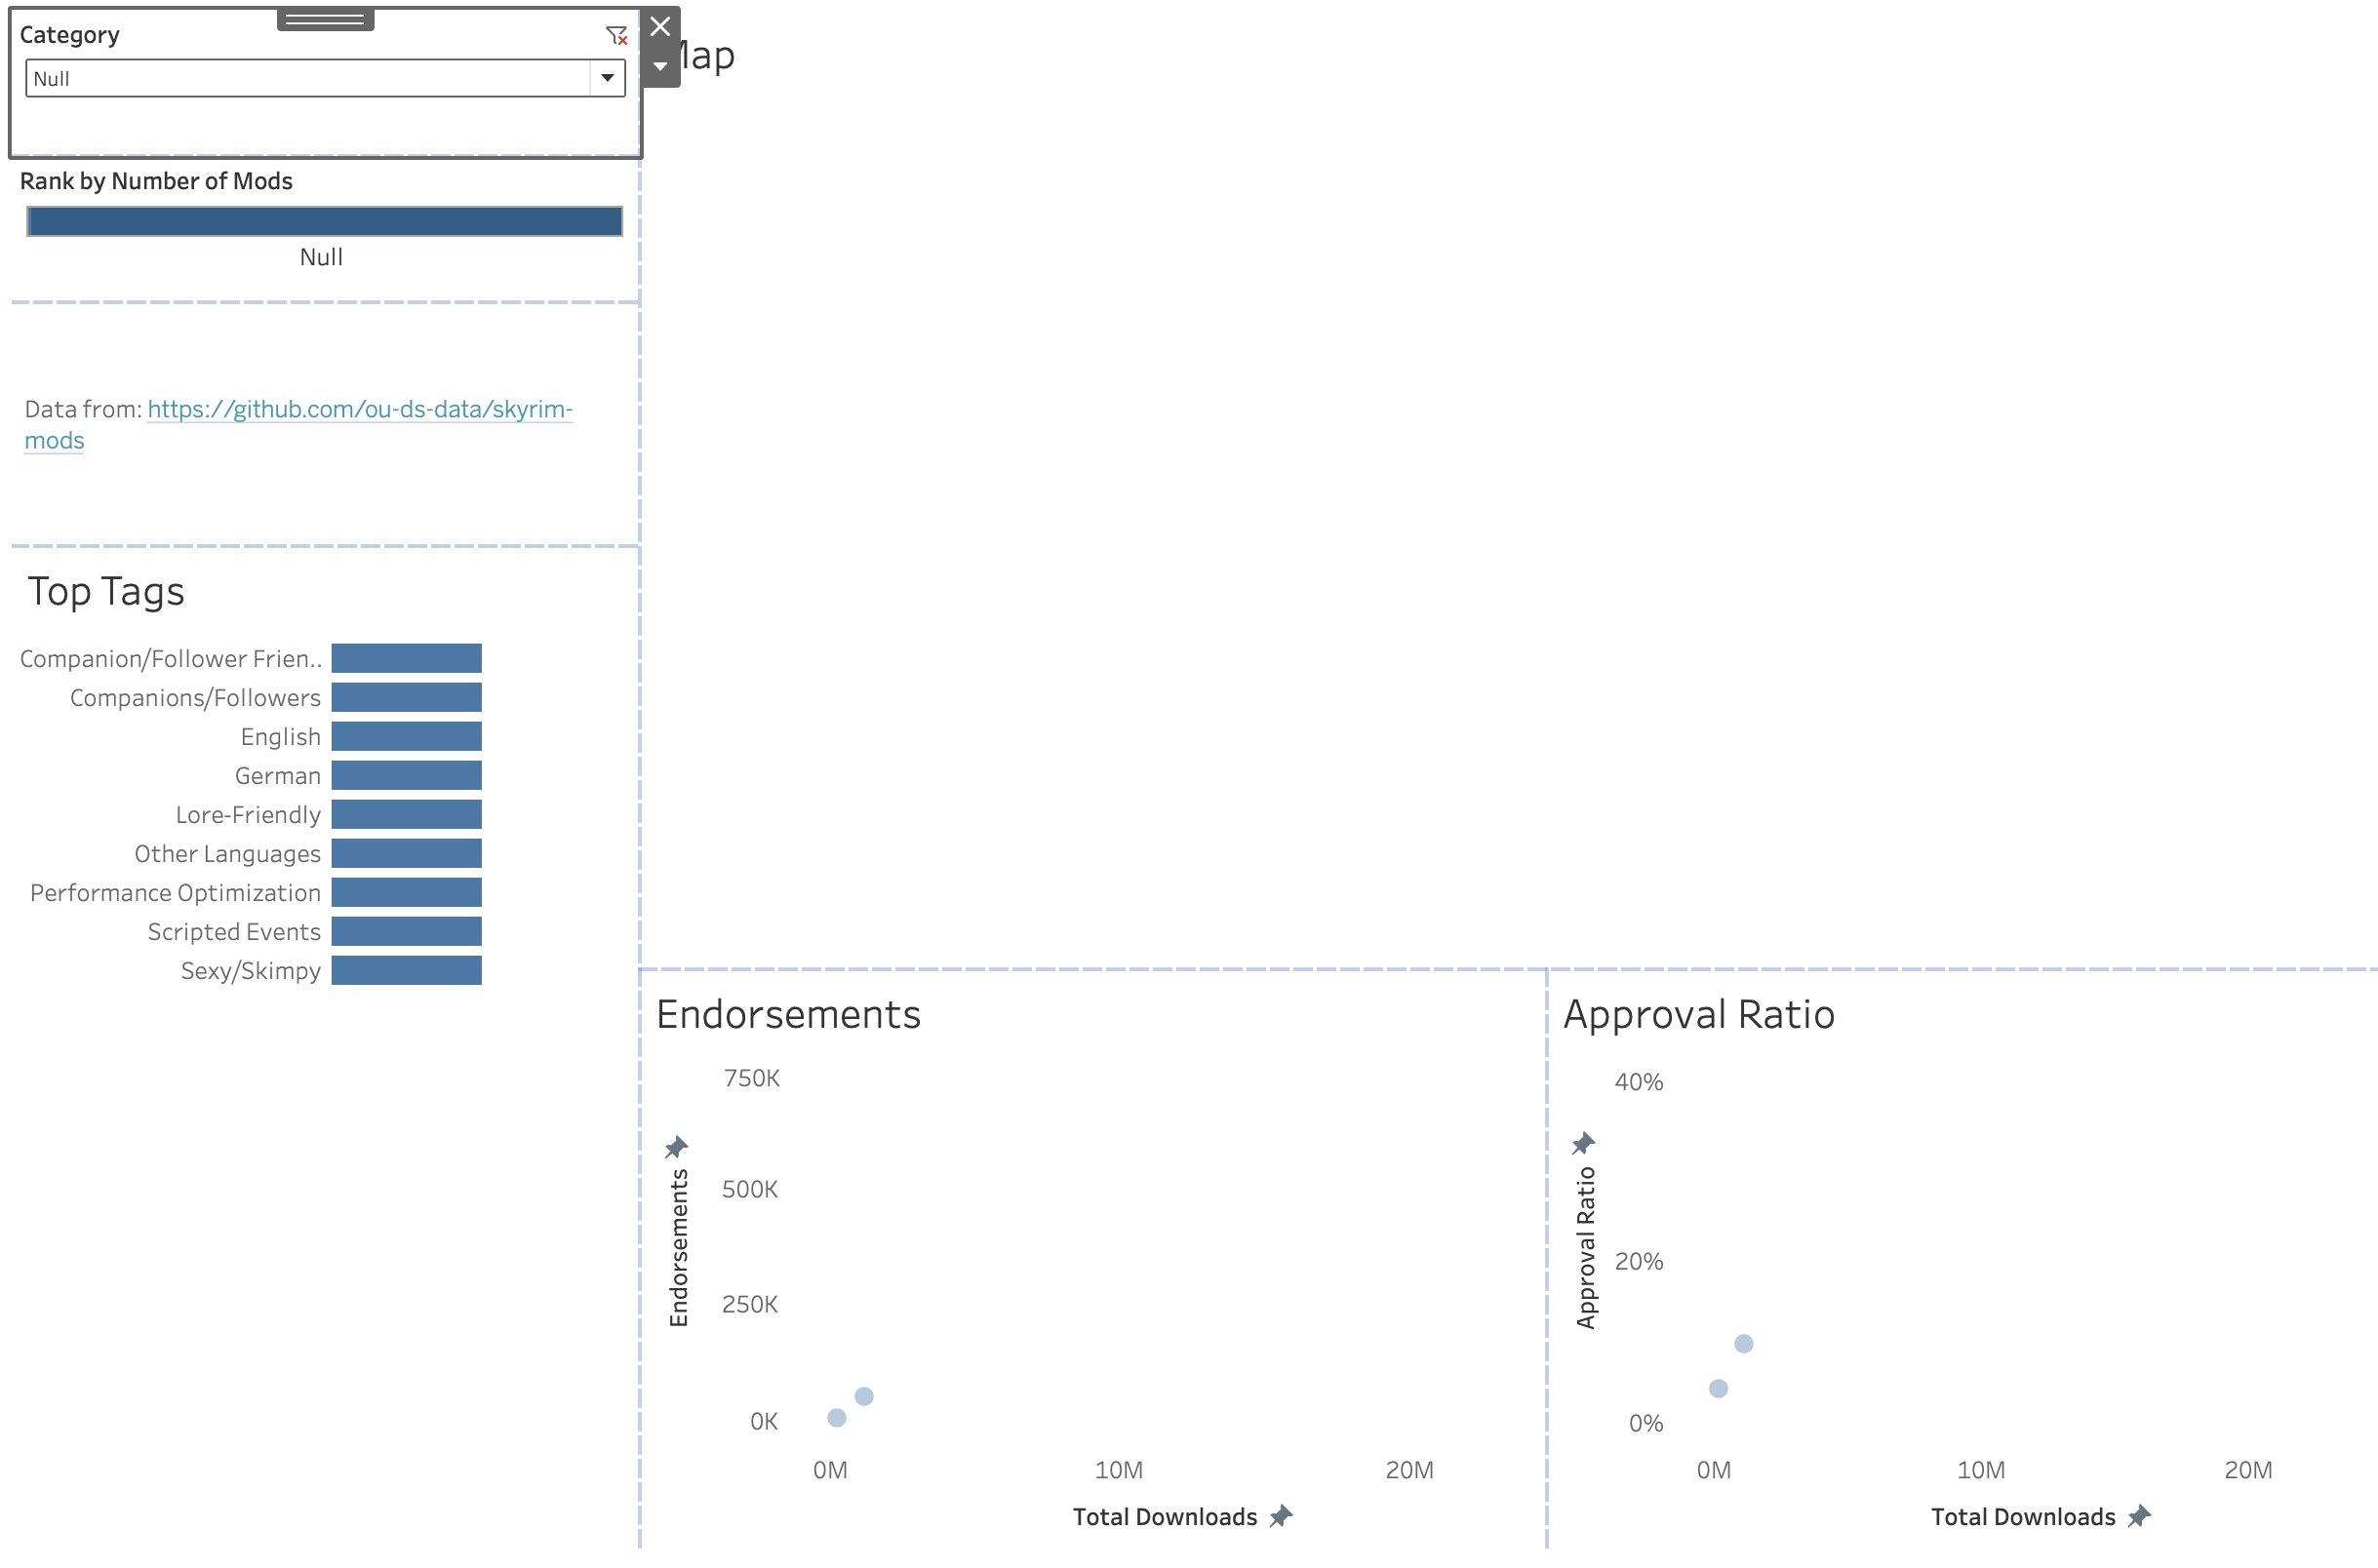 Category
Null
Rank by Number of Mods
Null
Data from: https://github.com/ou-ds-data/skyrim-
mods
Top Tags
Companion/Follower Frien..
Companions/Followers
English
German
Lore-Friendly
Other Languages
Performance Optimization
Scripted Events
Sexy/Skimpy
Map
Endorsements
750K
500K
250K
0K
Endorsements
0M
10M
20M
Total Downloads
Approval Ratio
40%
20%
0%
Approval Ratio
0M
10M
20M
Total Downloads